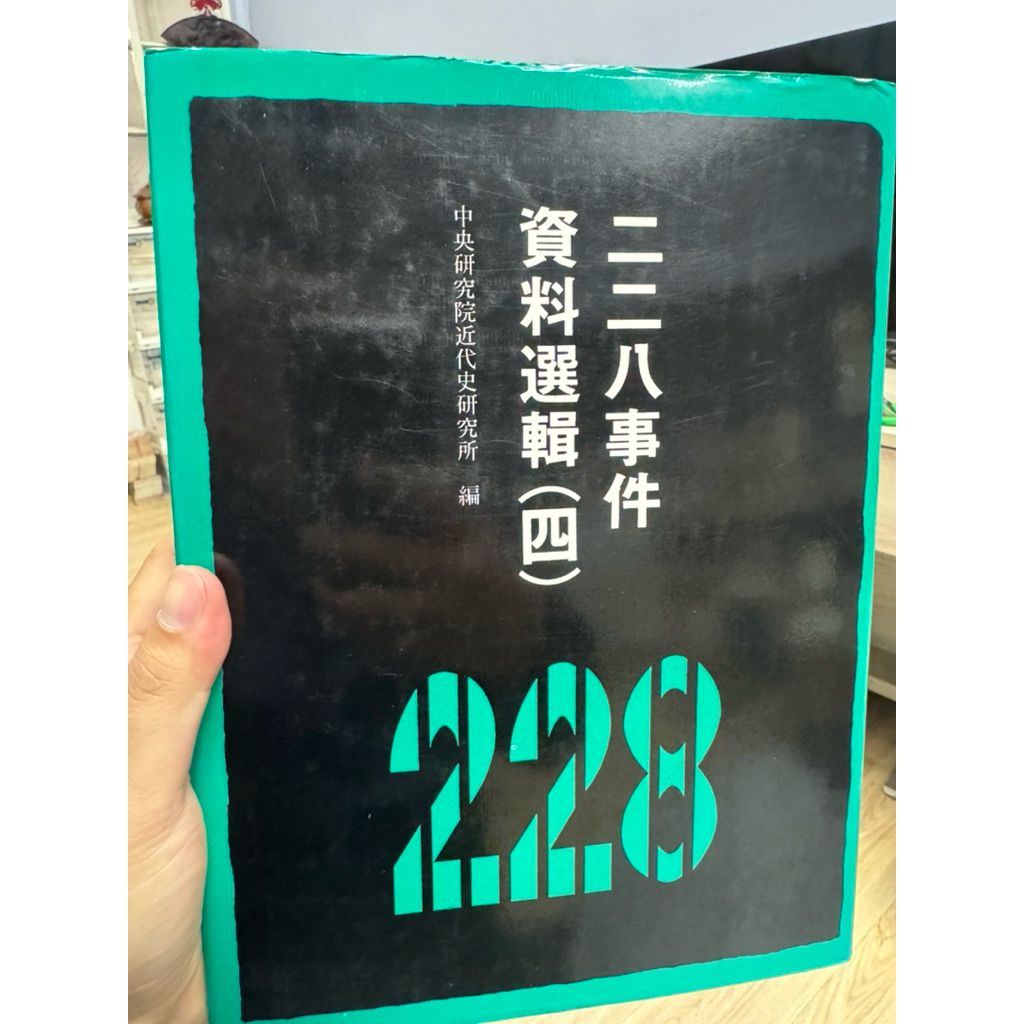 二二八事件
資料選輯(四)
中央研究院近代史研究所 編
228